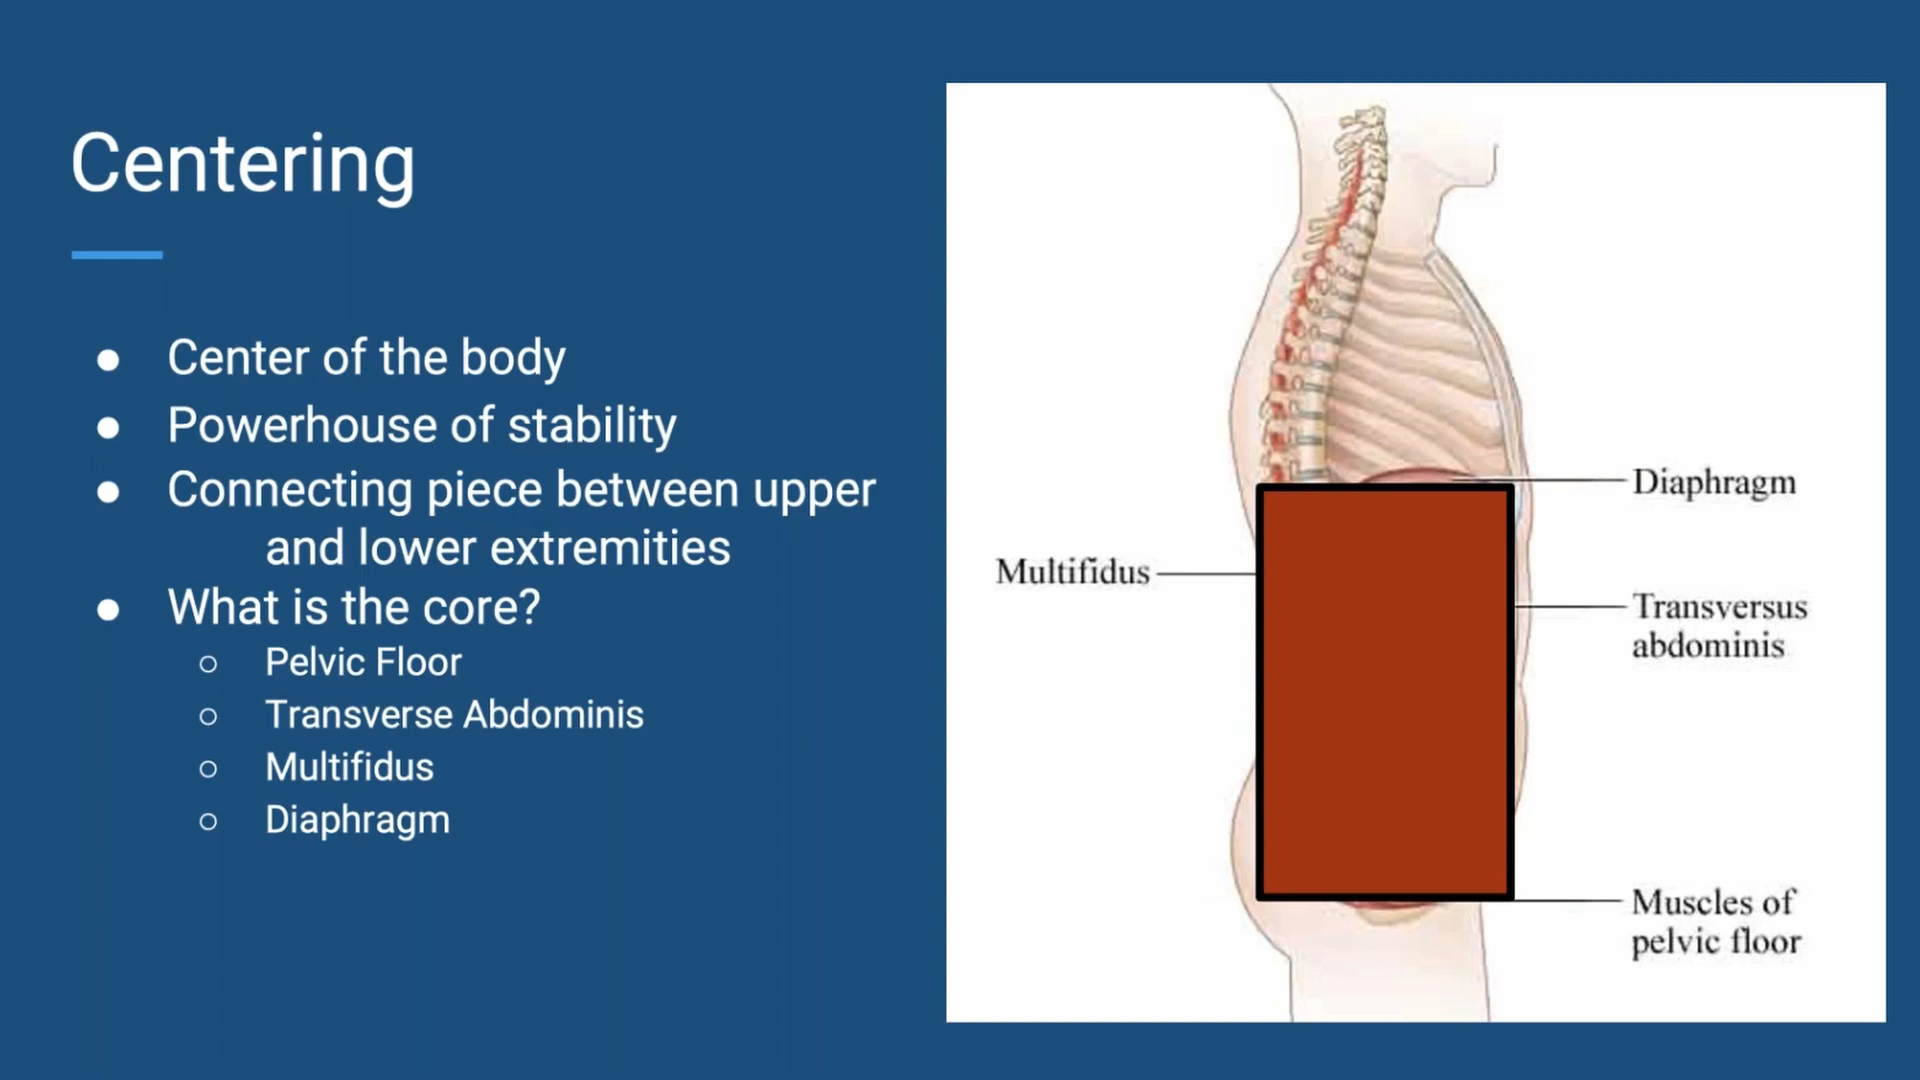 Centering
● Center of the body
● Powerhouse of stability
● Connecting piece between upper
and lower extremities
● What is the core?
○ Pelvic Floor
○ Transverse Abdominis
○ Multifidus
○ Diaphragm
Diaphragm
Multifidus
Transversus
abdominis
Muscles of
pelvic floor